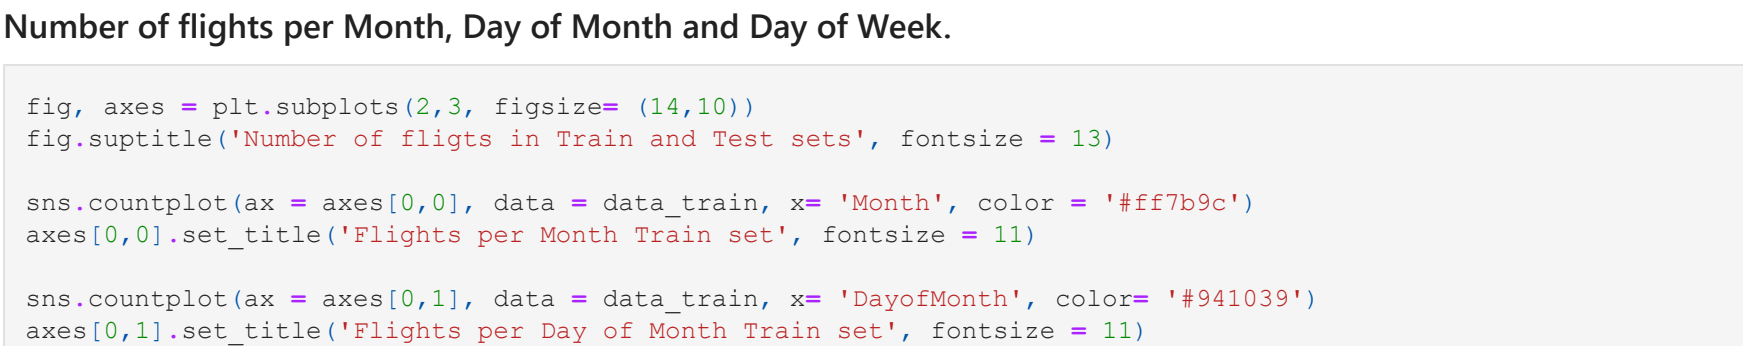 Number of flights per Month, Day of Month and Day of Week.
fig, axes = plt.subplots(2,3, figsize= (14,10))
fig.suptitle('Number of fligts in Train and Test sets', fontsize = 13)
sns.countplot(ax = axes[0,0], data = data_train, x= 'Month', color = '#ff7b9c')
axes[0,0].set_title('Flights per Month Train set', fontsize = 11)
sns.countplot(ax = axes[0,1], data = data_train, x= 'DayofMonth', color= '#941039')
axes[0,1].set_title('Flights per Day of Month Train set', fontsize = 11)